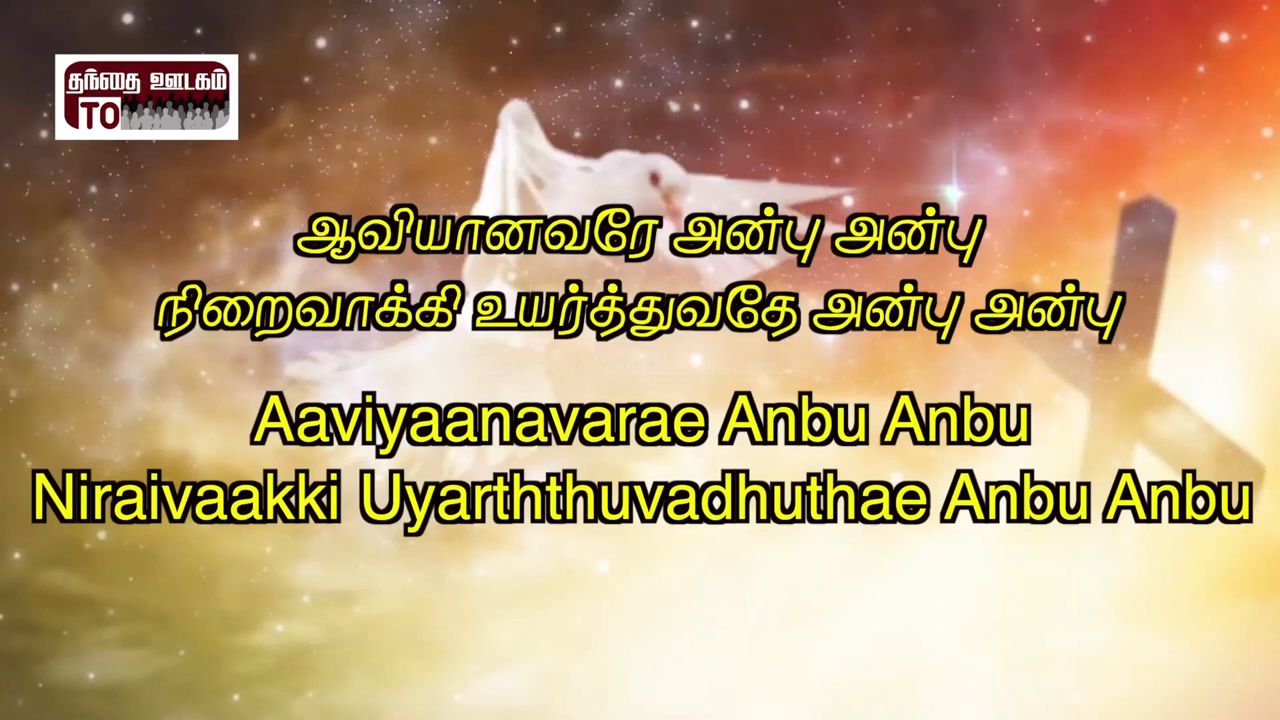 தந்தை ஊடகம்
TO
ஆவியானவரே அன்பு அன்பு
நிறைவாக்கி உயர்த்துவதே அன்பு அன்பு
Aaviyaanavarae Anbu Anbu
Niraivaakki Uyarththuvadhuthae Anbu Anbu